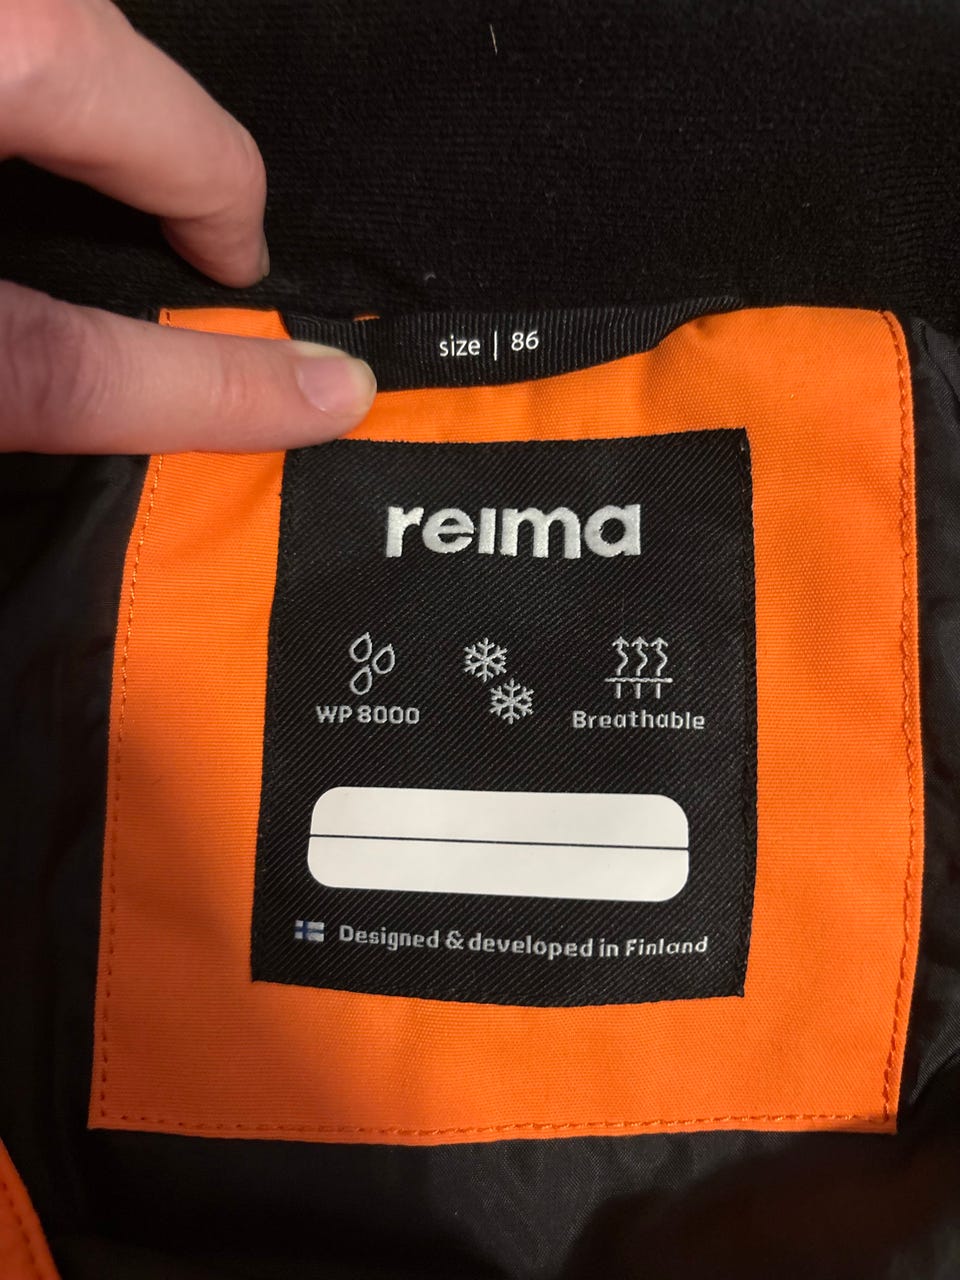 size | 86
reima
WP 8000
Breathable
Designed & developed in Finland